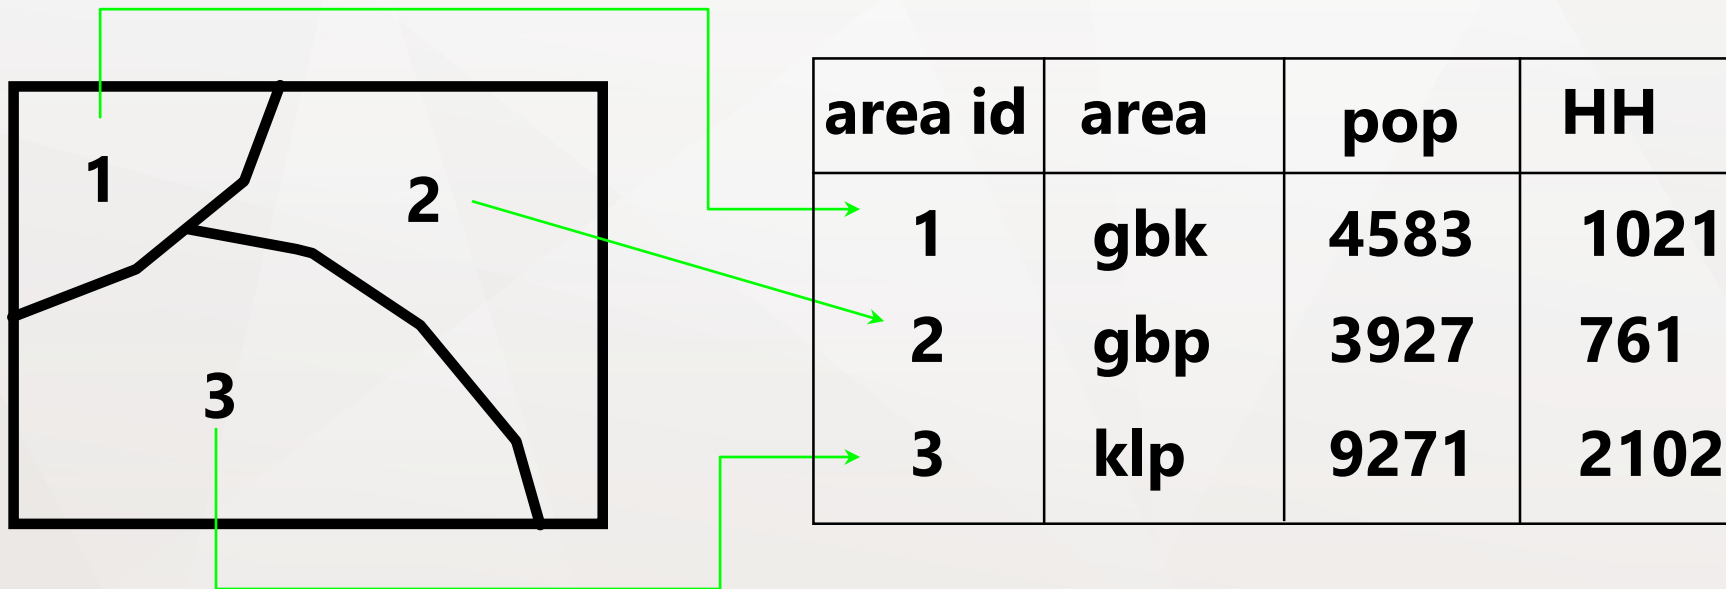 1
2
3
area id area pop HH
1 gbk 4583 1021
2 gbp 3927 761
3 klp 9271 2102